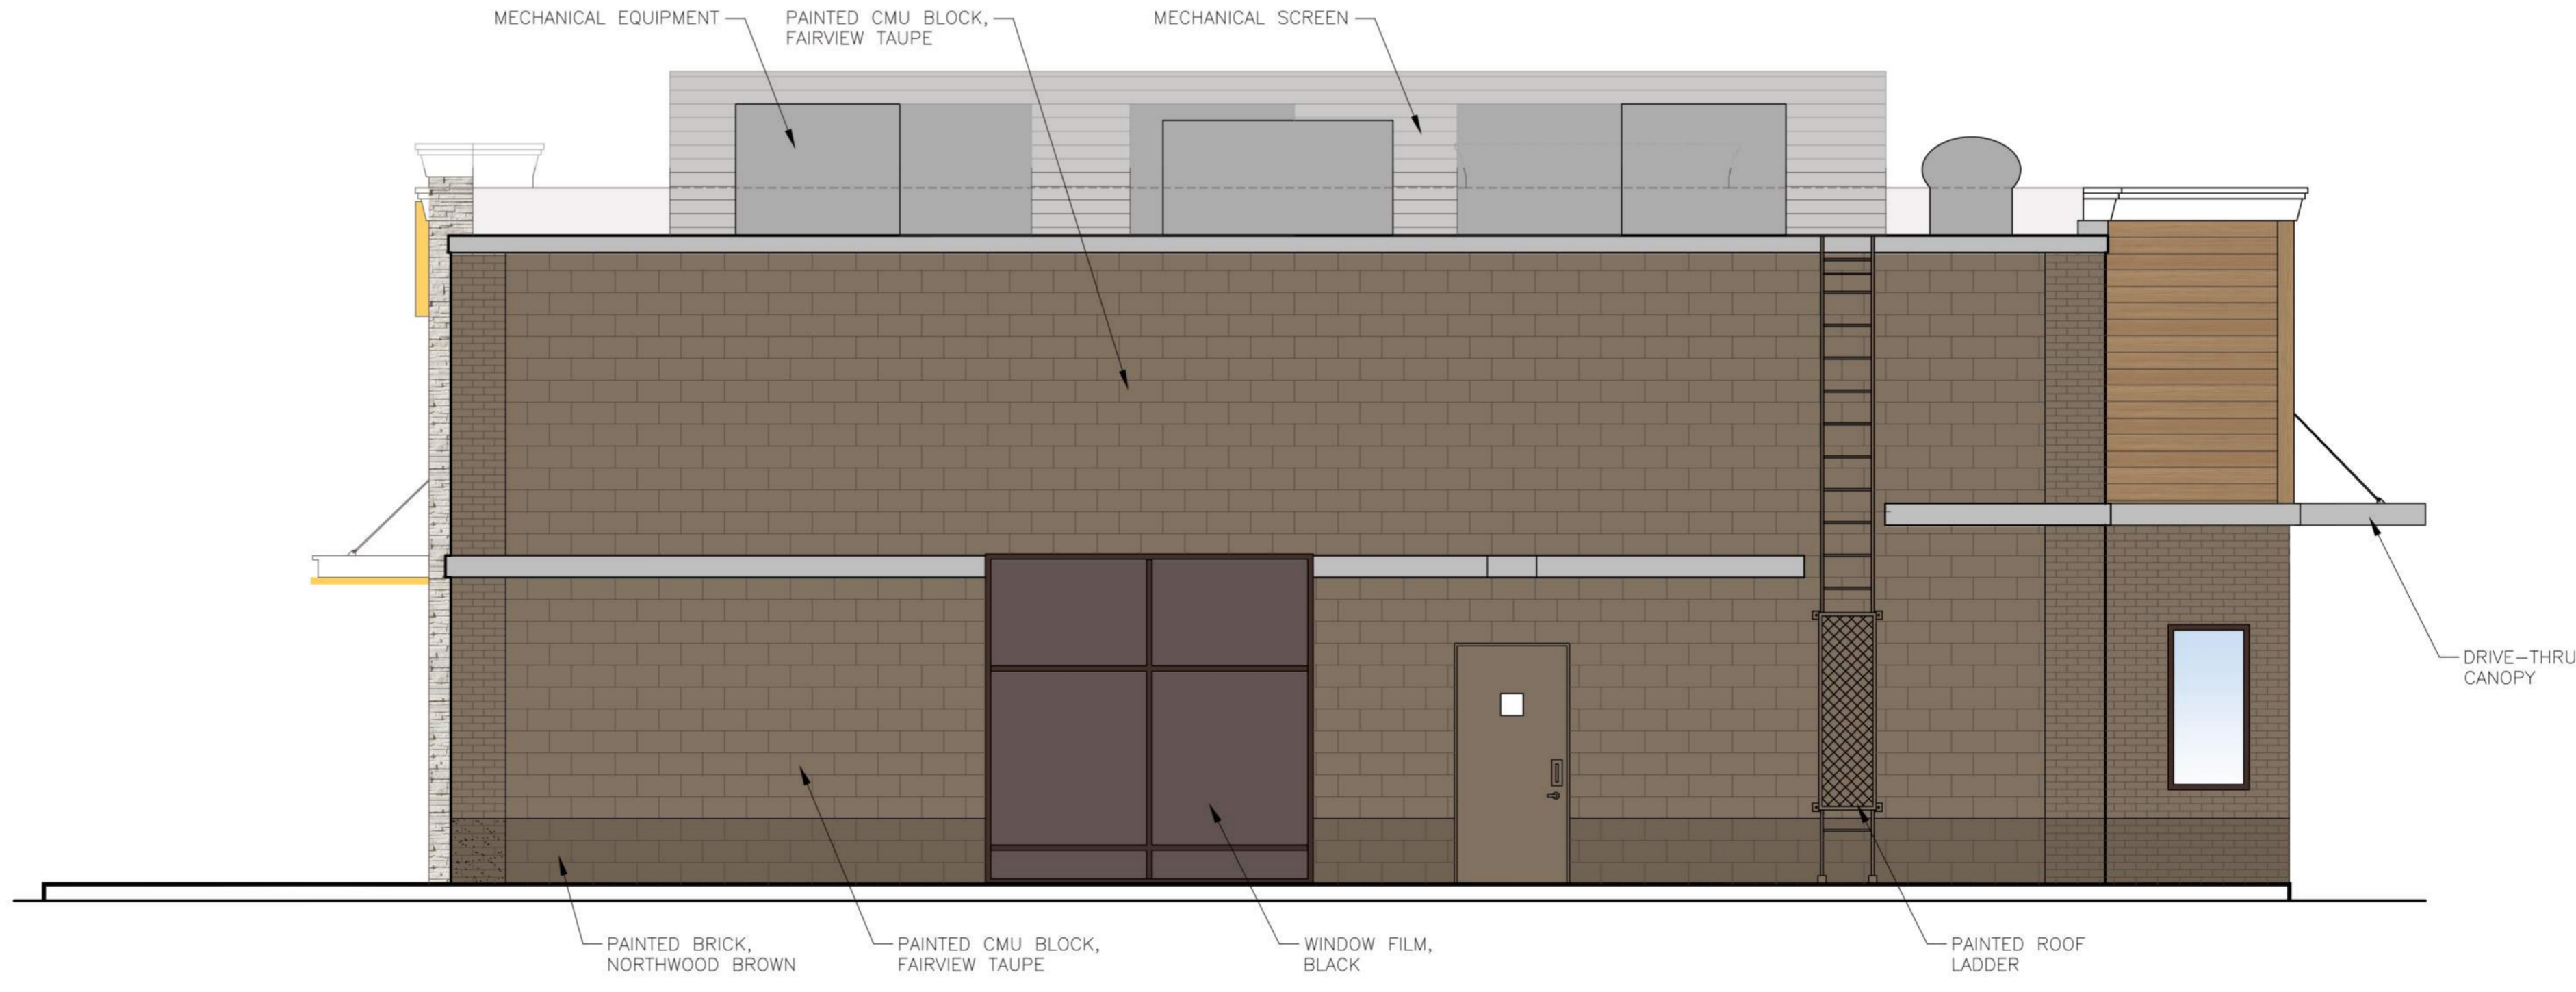 MECHANICAL EQUIPMENT
PAINTED CMU BLOCK,
FAIRVIEW TAUPE
MECHANICAL SCREEN
DRIVE-THRU
CANOPY
PAINTED BRICK,
NORTHWOOD BROWN
PAINTED CMU BLOCK,
FAIRVIEW TAUPE
WINDOW FILM,
BLACK
PAINTED ROOF
LADDER